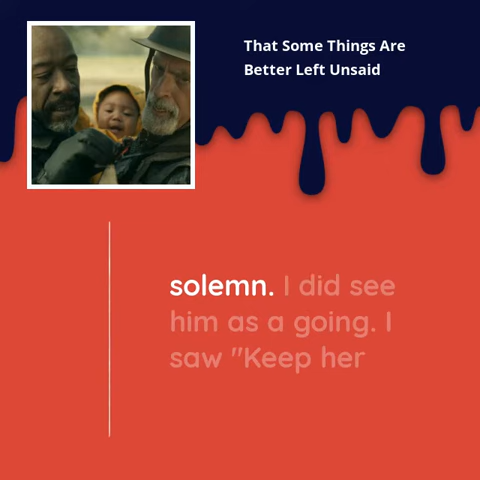 That Some Things Are
Better Left Unsaid
solemn. I did see
him as a going. I
saw "Keep her